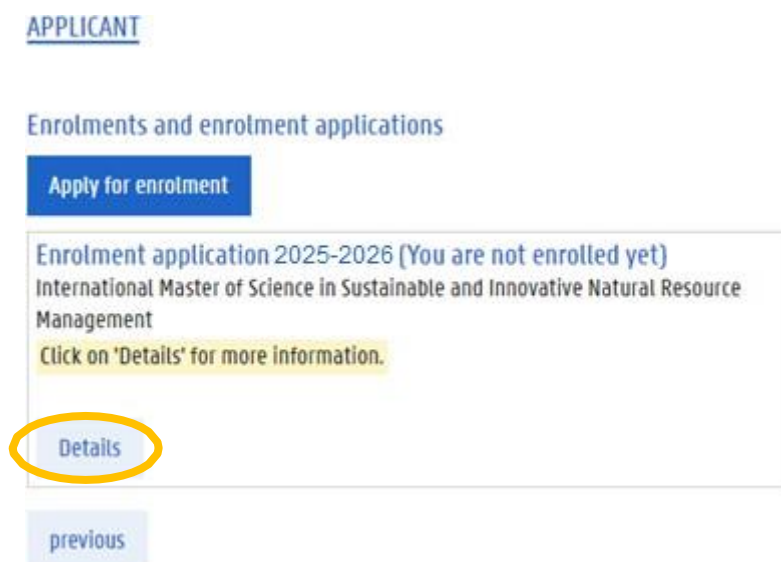 APPLICANT
Enrolments and enrolment applications
Apply for enrolment
Enrolment application 2025-2026 (You are not enrolled yet)
International Master of Science in Sustainable and Innovative Natural Resource
Management
Click on 'Details' for more information.
Details
previous